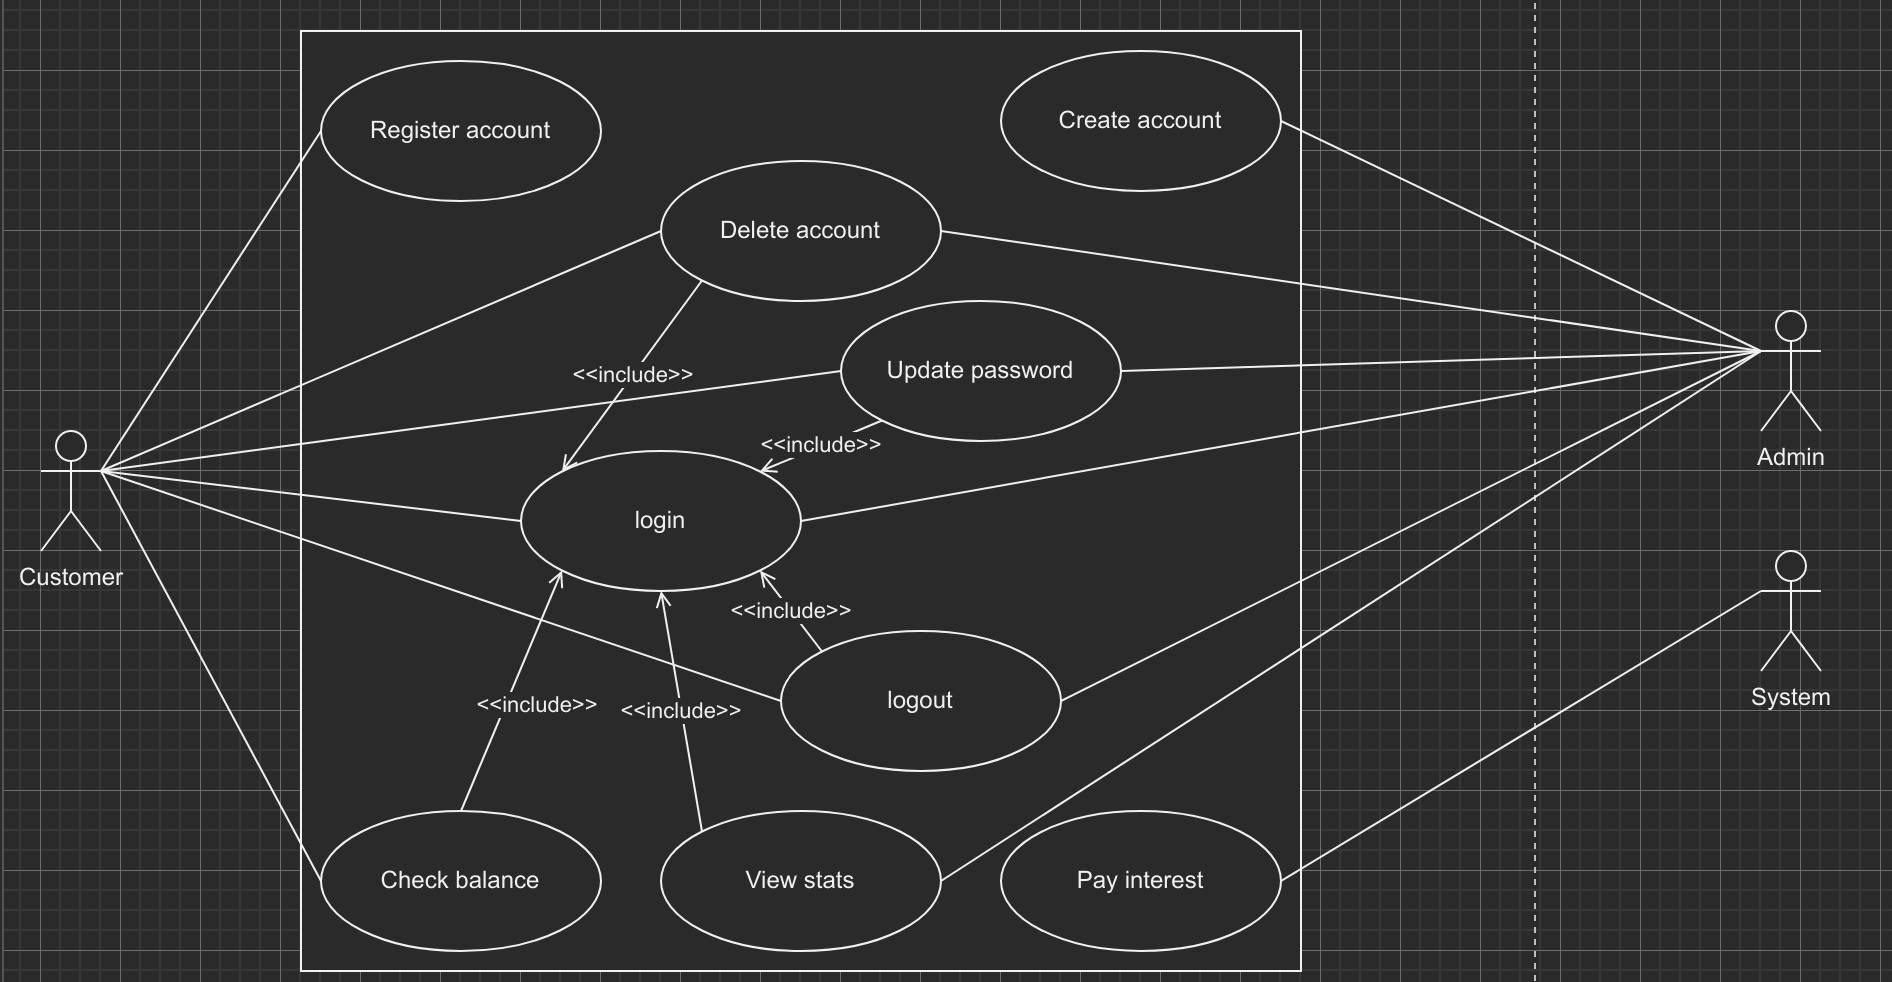 Register account
Create account
Delete account
<<include>>
Update password
<<include>>
Admin
login
Customer
<<include>>
System
<<include>>
<<include>>
logout
Check balance
View stats
Pay interest